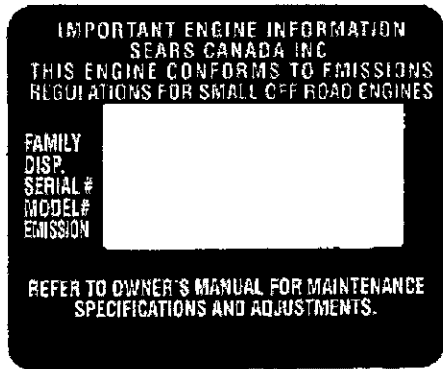 IMPORTANT ENGINE INFORMATION
SEARS CANADA INC
THIS ENGINE CONFORMS TO EMISSIONS
REGULATIONS FOR SMALL OFF ROAD ENGINES
FAMILY
DISP.
SERIAL #
MODEL#
EMISSION
REFER TO OWNER'S MANUAL FOR MAINTENANCE
SPECIFICATIONS AND ADJUSTMENTS.